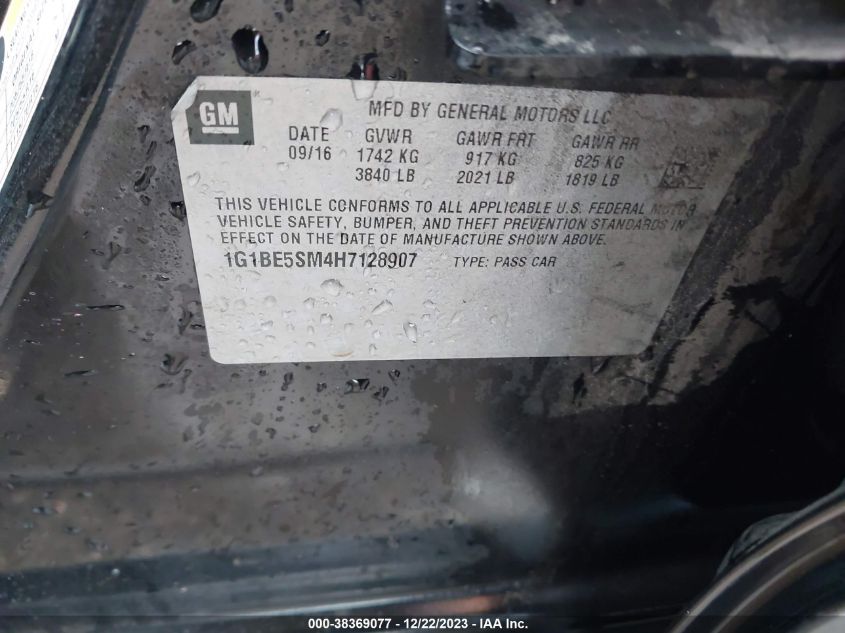 GM
MFD BY GENERAL MOTORS LLC
DATE GVWR GAWR FRT GAWR RR
09/16 1742 KG 917 KG 825 KG
3840 LB 2021 LB 1819 LB
THIS VEHICLE CONFORMS TO ALL APPLICABLE U.S. FEDERAL MOTOR
VEHICLE SAFETY, BUMPER, AND THEFT PREVENTION STANDARDS IN
EFFECT ON THE DATE OF MANUFACTURE SHOWN ABOVE.
1G1BE5SM4H7128907 TYPE: PASS CAR
000-38369077 - 12/22/2023 - IAA Inc.